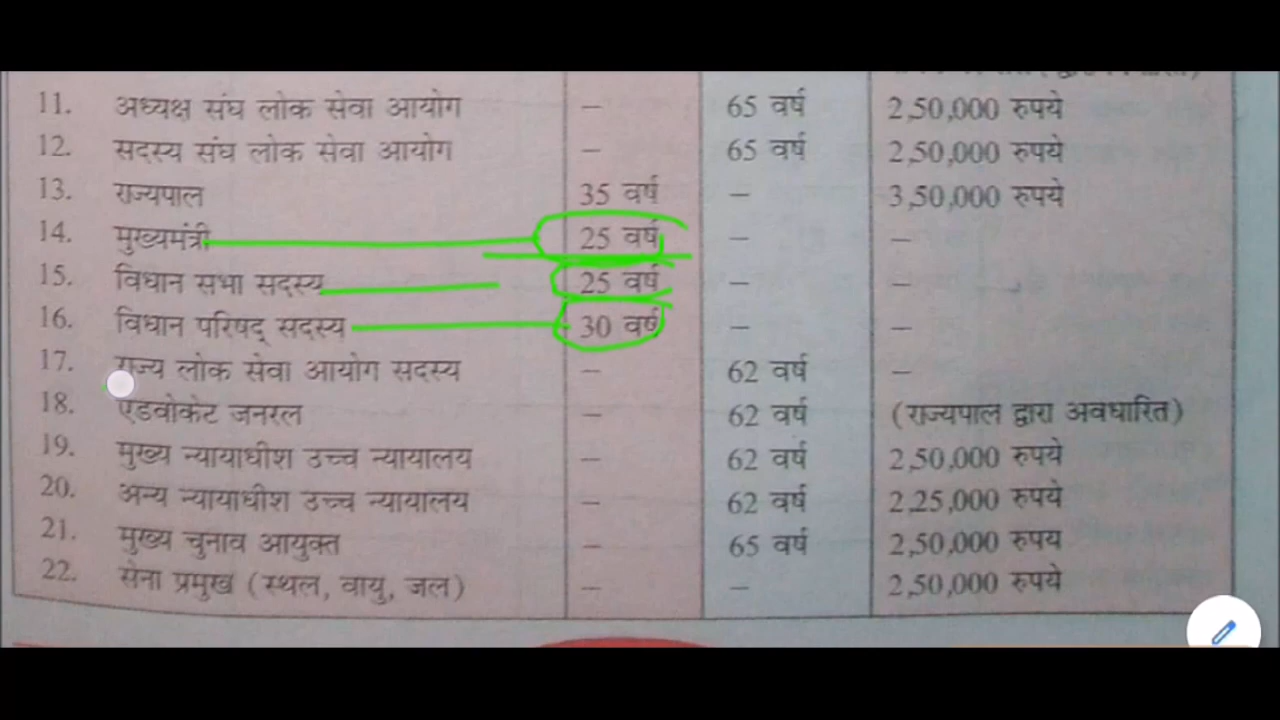 11. अध्यक्ष संघ लोक सेवा आयोग – 65 वर्ष 2,50,000 रुपये
12. सदस्य संघ लोक सेवा आयोग – 65 वर्ष 2,50,000 रुपये
13. राज्यपाल 35 वर्ष – 3,50,000 रुपये
14. मुख्यमंत्री 25 वर्ष – –
15. विधान सभा सदस्य 25 वर्ष – –
16. विधान परिषद् सदस्य 30 वर्ष – –
17. राज्य लोक सेवा आयोग सदस्य – 62 वर्ष –
18. एडवोकेट जनरल – 62 वर्ष (राज्यपाल द्वारा अवधारित)
19. मुख्य न्यायाधीश उच्च न्यायालय – 62 वर्ष 2,50,000 रुपये
20. अन्य न्यायाधीश उच्च न्यायालय – 62 वर्ष 2,25,000 रुपये
21. मुख्य चुनाव आयुक्त – 65 वर्ष 2,50,000 रुपय
22. सेना प्रमुख (स्थल, वायु, जल) – – 2,50,000 रुपये